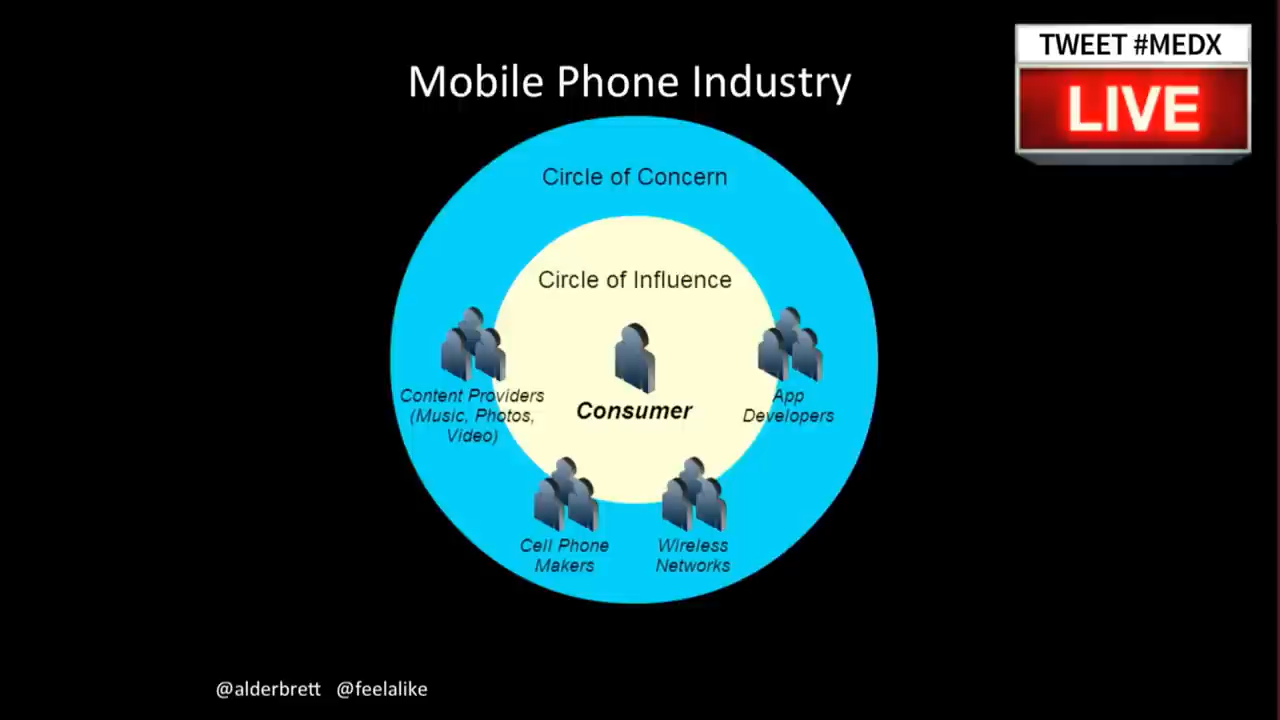 TWEET #MEDX
LIVE
Mobile Phone Industry
Circle of Concern
Circle of Influence
Content Providers
(Music, Photos,
Video)
Consumer
App
Developers
Cell Phone
Makers
Wireless
Networks
@alderbrett @feelalike